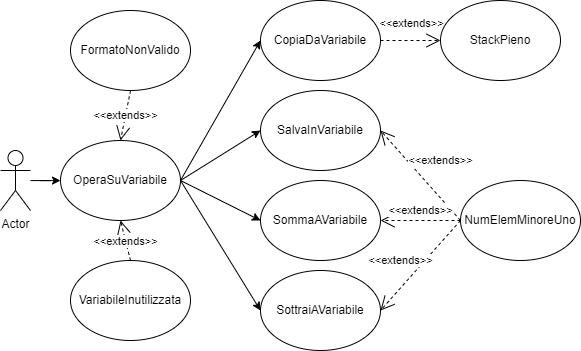 FormatoNonValido
<<extends>>
CopiaDaVariabile
<<extends>>
StackPieno
SalvaInVariabile
<<extends>>
Actor
OperaSuVariabile
SommaAVariabile
<<extends>>
NumElemMinoreUno
<<extends>>
<<extends>>
VariabileInutilizzata
SottraiAVariabile